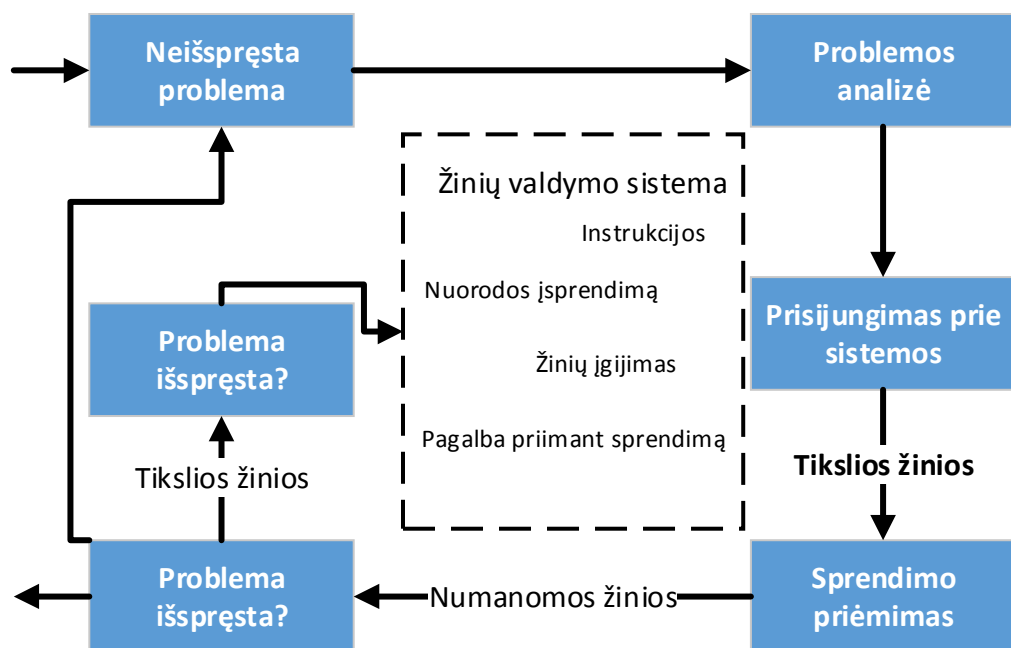 Neišspręsta
problema
Problemos
analizė
Žinių valdymo sistema
Instrukcijos
Nuorodos įsprendimą
Žinių įgijimas
Pagalba priimant sprendimą
Problema
išspręsta?
Prisijungimas prie
sistemos
Tikslios žinios
Tikslios žinios
Problema
išspręsta?
Numanomos žinios
Sprendimo
priėmimas